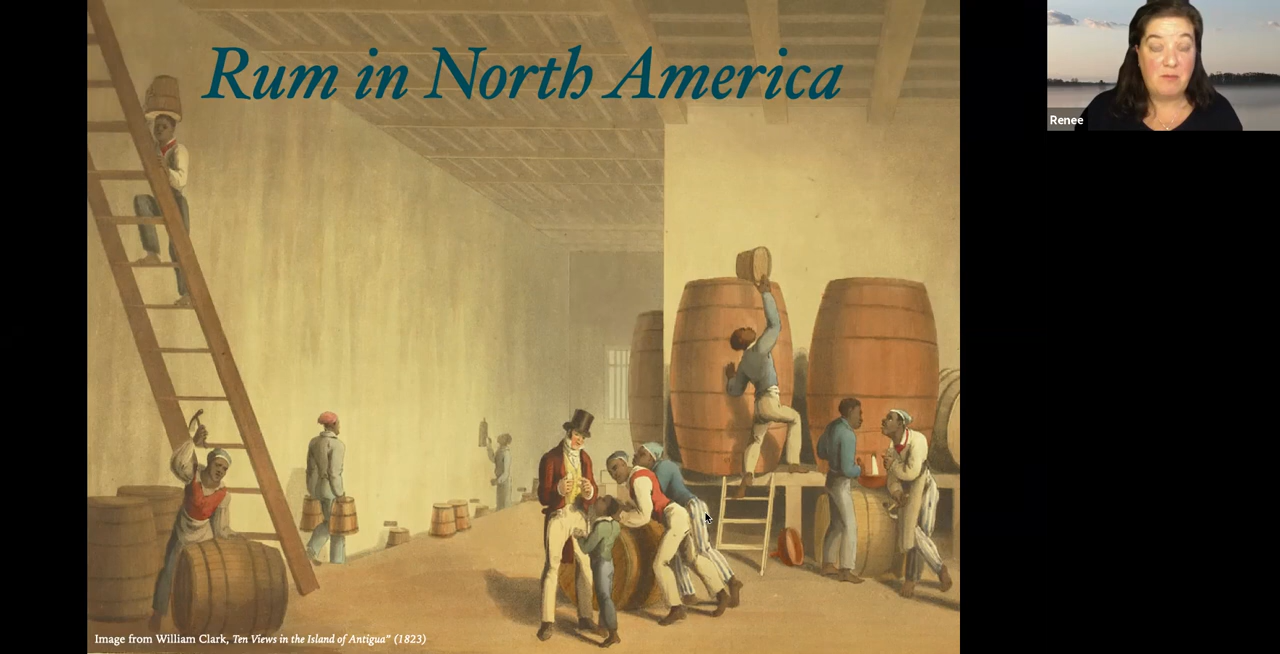 Rum in North America
Renee
Image from William Clark, Ten Views in the Island of Antigua" (1823)